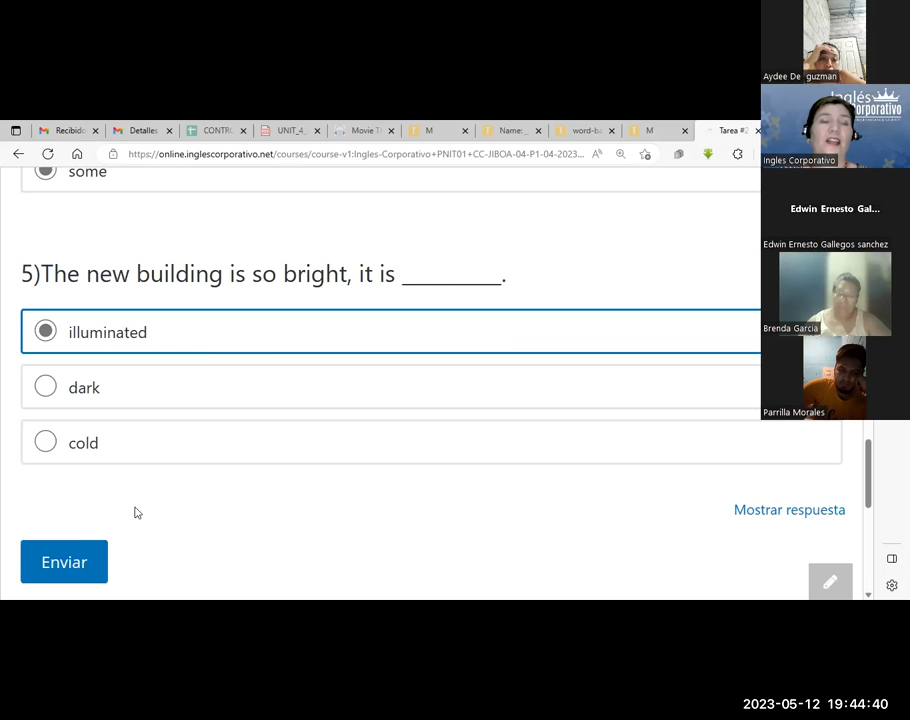 Aydee De guzman
Inglés
Corporativo
Ingles Corporativo
Edwin Ernesto Gal...
Edwin Ernesto Gallegos sanchez
Brenda Garcia
Parrilla Morales
Recibido
Detalles
CONTRO
UNIT_4_
Movie T
M
Name:_
word-ba
M
Tarea #2
https://online.inglescorporativo.net/courses/course-v1:Ingles-Corporativo+PNIT01+CC-JIBOA-04-P1-04-2023...
some
5)The new building is so bright, it is _________.
illuminated
dark
cold
Mostrar respuesta
Enviar
2023-05-12 19:44:40